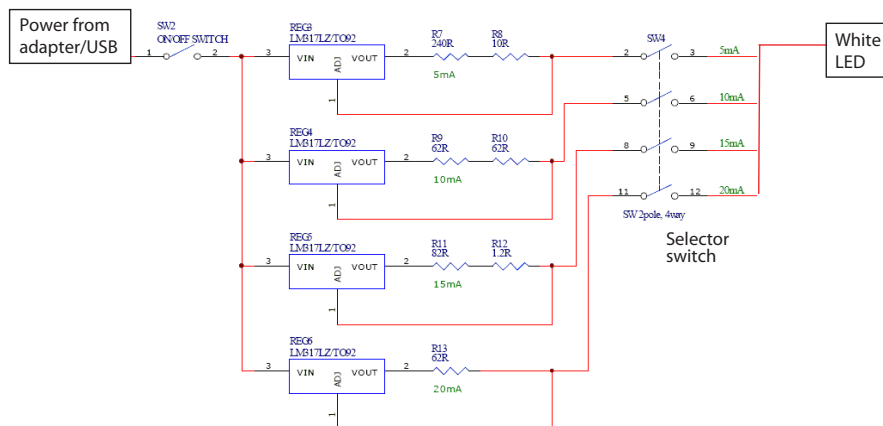 Power from
adapter/USB
SW2
ON/OFF SWITCH
1
2
REG3
LM317LZ/TO92
3
VIN
VOUT
ADJ
2
1
R7
240R
R8
10R
5mA
2
SW4
3
5mA
White
LED
5
6
10mA
REG4
LM317LZ/TO92
3
VIN
VOUT
ADJ
2
1
R9
62R
R10
62R
10mA
8
9
15mA
11
12
20mA
SW 2pole, 4way
Selector
switch
REG5
LM317LZ/TO92
3
VIN
VOUT
ADJ
2
1
R11
82R
R12
1.2R
15mA
REG6
LM317LZ/TO92
3
VIN
VOUT
ADJ
2
1
R13
62R
20mA